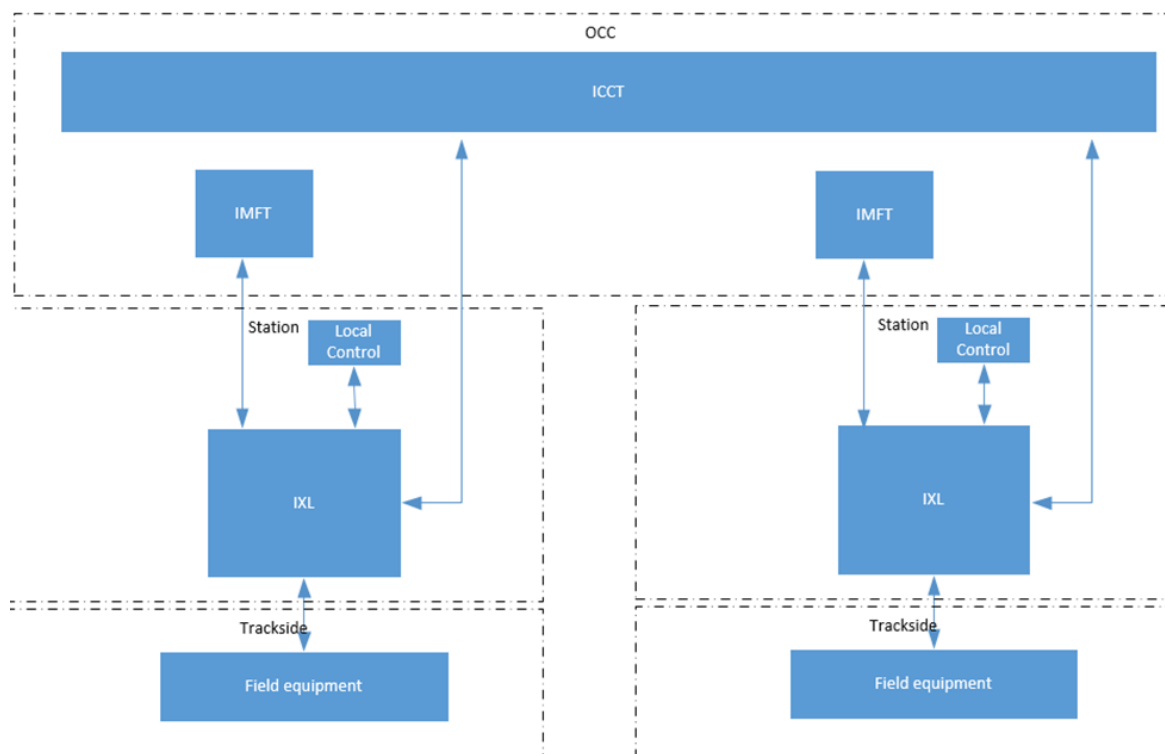 OCC
ICCT
IMFT
IMFT
Station
Local
Control
Station
Local
Control
IXL
IXL
Trackside
Trackside
Field equipment
Field equipment